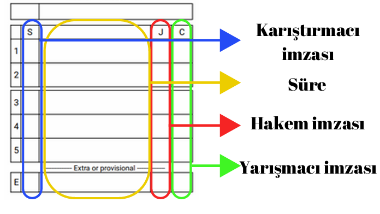 S J C
1
2
3
4
5
Extra or provisional
E
Karıştırmacı
imzası
Süre
Hakem imzası
Yarışmacı imzası